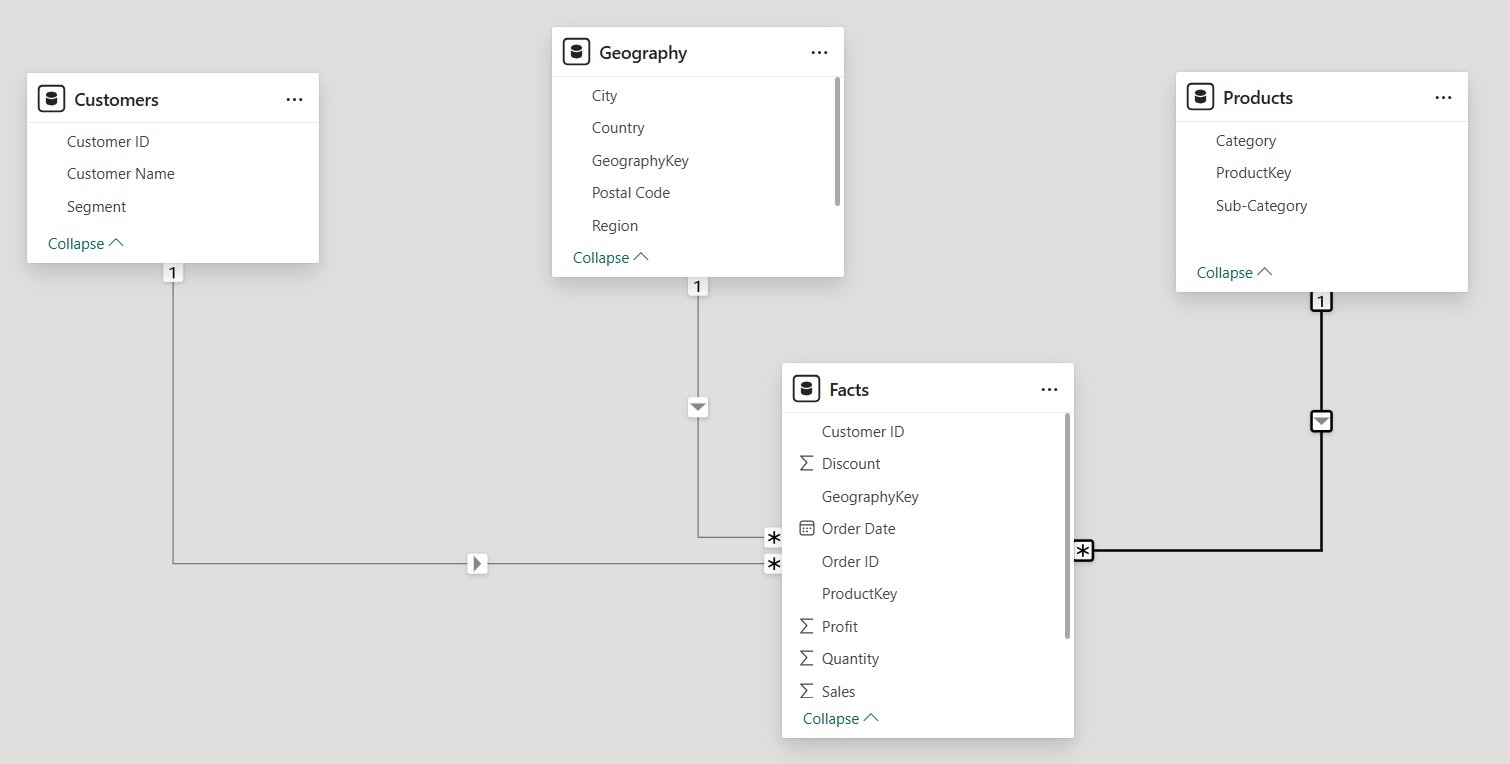 Customers
Customer ID
Customer Name
Segment
Collapse
1
Geography
City
Country
GeographyKey
Postal Code
Region
Collapse
1
Products
Category
ProductKey
Sub-Category
Collapse
1
Facts
Customer ID
Discount
GeographyKey
Order Date
Order ID
ProductKey
Profit
Quantity
Sales
Collapse
*
*
*